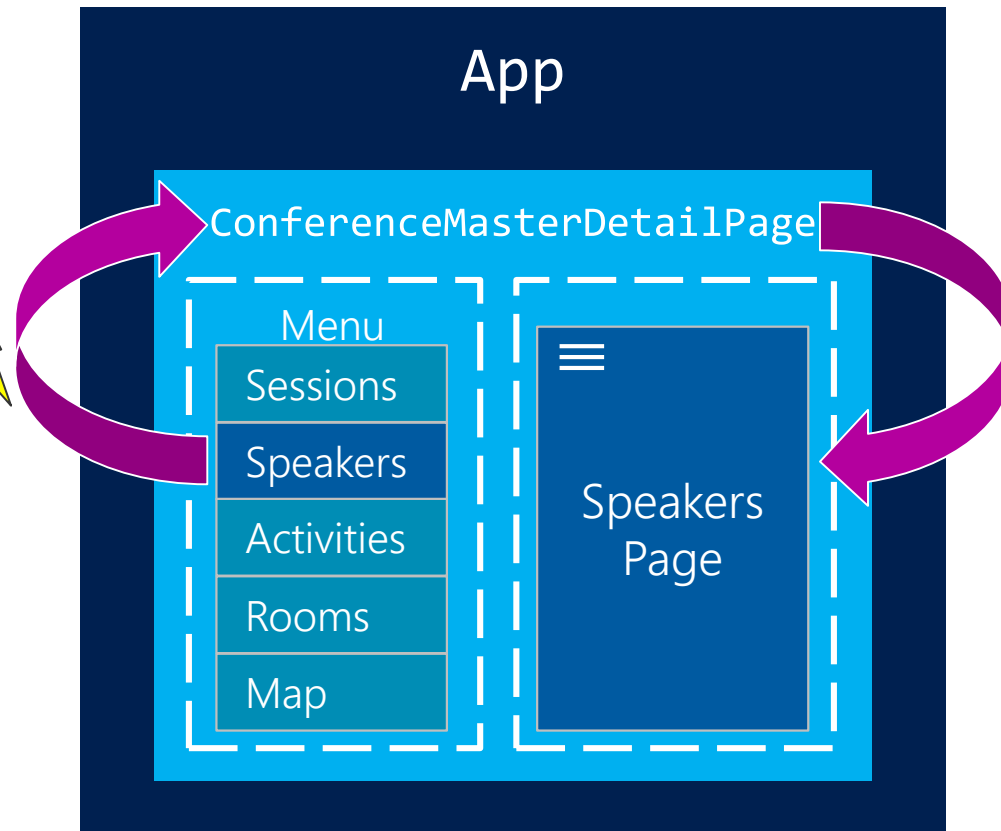 App
ConferenceMasterDetailPage
Menu
Sessions
Speakers
Activities
Rooms
Map
Speakers
Page